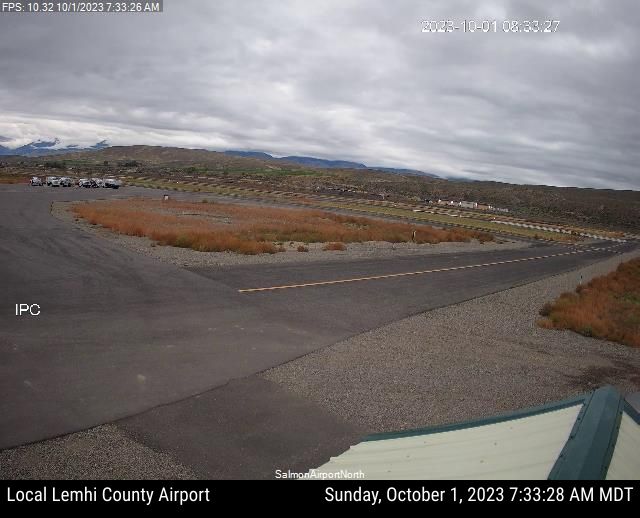 FPS: 10.32 10/1/2023 7:33:26 AM
2023-10-01 08:33:27
IPC
SalmonAirportNorth
Local Lemhi County Airport
Sunday, October 1, 2023 7:33:28 AM MDT